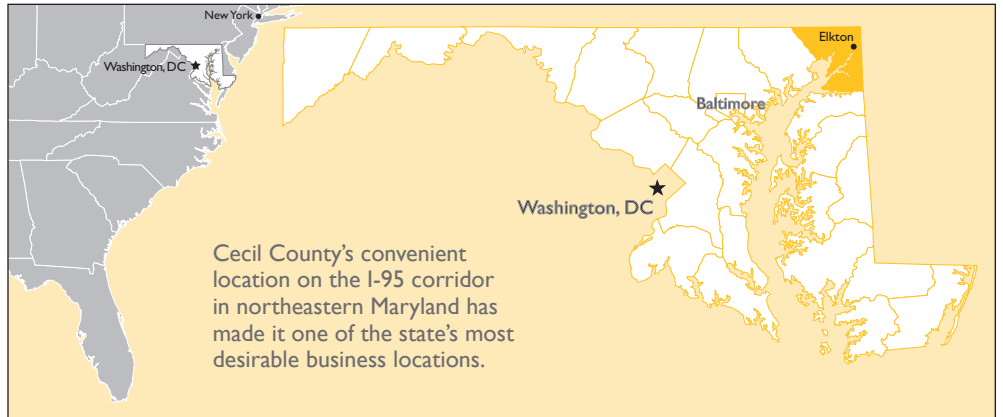 New York
Washington, DC
Elkton
Baltimore
Washington, DC
Cecil County’s convenient
location on the I-95 corridor
in northeastern Maryland has
made it one of the state’s most
desirable business locations.